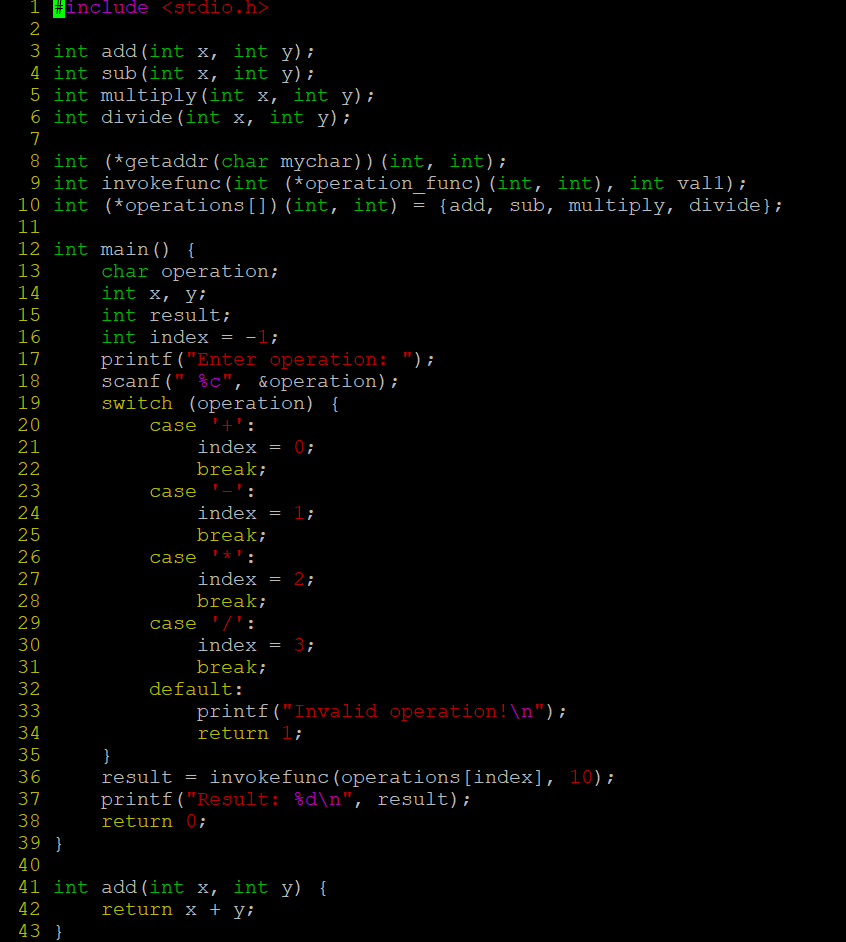 1 #include <stdio.h>
2
3 int add(int x, int y);
4 int sub(int x, int y);
5 int multiply(int x, int y);
6 int divide(int x, int y);
7
8 int (*getaddr(char mychar))(int, int);
9 int invokefunc(int (*operation_func)(int, int), int val1);
10 int (*operations[])(int, int) = {add, sub, multiply, divide};
11
12 int main() {
13     char operation;
14     int x, y;
15     int result;
16     int index = -1;
17     printf("Enter operation: ");
18     scanf(" %c", &operation);
19     switch (operation) {
20         case '+':
21             index = 0;
22             break;
23         case '-':
24             index = 1;
25             break;
26         case '*':
27             index = 2;
28             break;
29         case '/':
30             index = 3;
31             break;
32         default:
33             printf("Invalid operation!\n");
34             return 1;
35     }
36     result = invokefunc(operations[index], 10);
37     printf("Result: %d\n", result);
38     return 0;
39 }
40
41 int add(int x, int y) {
42     return x + y;
43 }